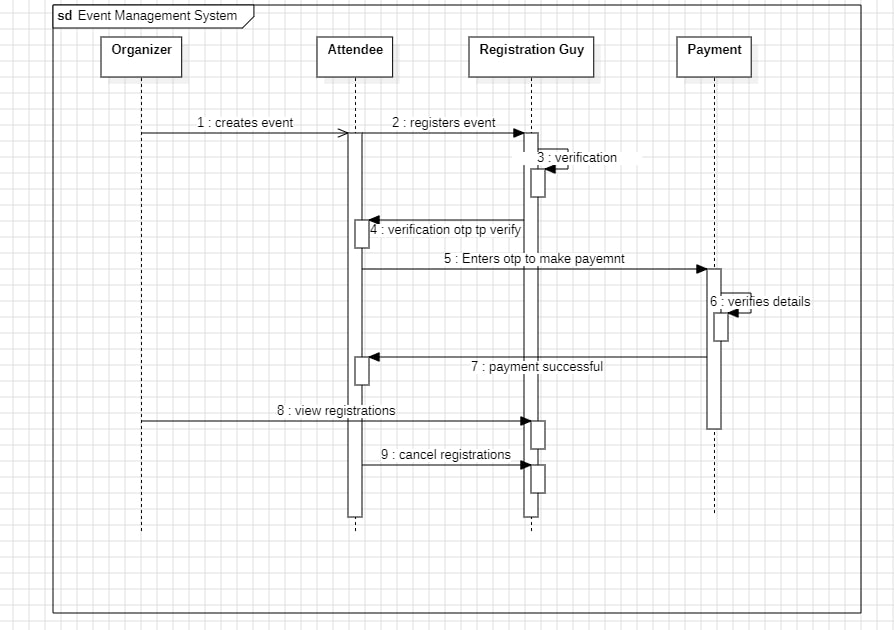 sd Event Management System
Organizer
Attendee
Registration Guy
Payment
1 : creates event
2 : registers event
3 : verification
4 : verification otp tp verify
5 : Enters otp to make payemnt
6 : verifies details
7 : payment successful
8 : view registrations
9 : cancel registrations